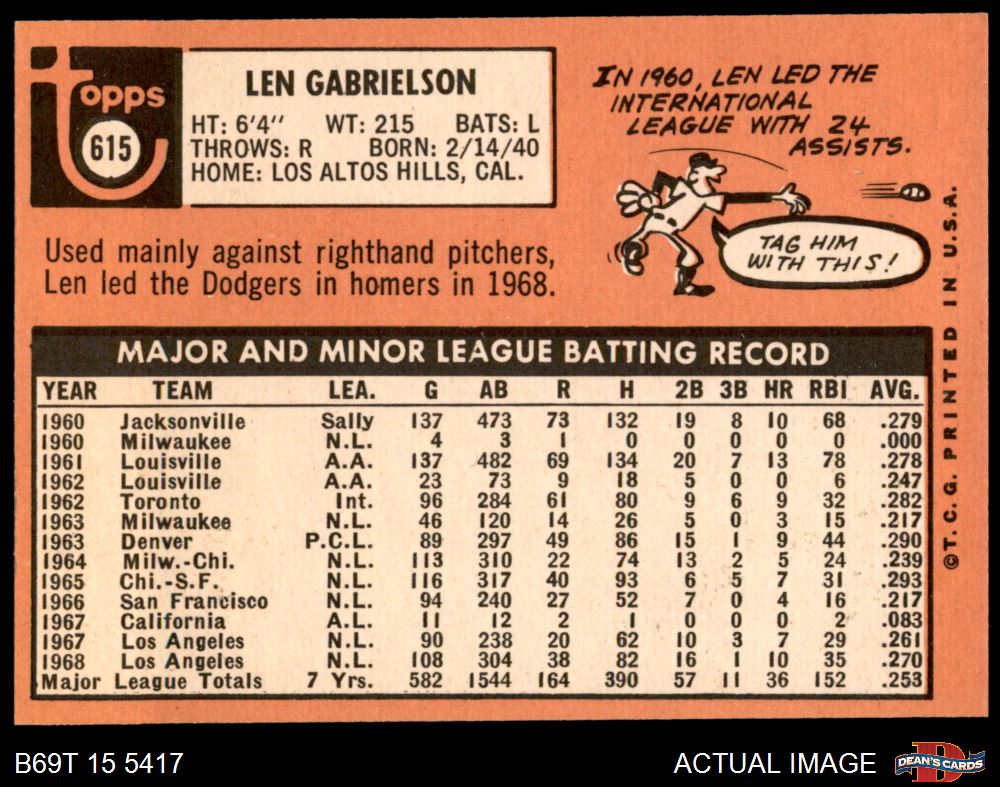 Topps
615
LEN GABRIELSON
HT: 6'4" WT: 215 BATS: L
THROWS: R BORN: 2/14/40
HOME: LOS ALTOS HILLS, CAL.
IN 1960, LEN LED THE
INTERNATIONAL
LEAGUE WITH 24
ASSISTS.
TAG HIM
WITH THIS!
Used mainly against righthand pitchers,
Len led the Dodgers in homers in 1968.
MAJOR AND MINOR LEAGUE BATTING RECORD
YEAR TEAM LEA. G AB R H 2B 3B HR RBI AVG.
1960 Jacksonville Sally 137 473 73 132 19 8 10 68 .279
1960 Milwaukee N.L. 4 3 1 0 0 0 0 0 .000
1961 Louisville A.A. 137 482 69 134 20 7 13 78 .278
1962 Louisville A.A. 23 73 9 18 5 0 0 6 .247
1962 Toronto Int. 96 284 61 80 9 6 9 32 .282
1963 Milwaukee N.L. 46 120 14 26 5 0 3 15 .217
1963 Denver P.C.L. 89 297 49 86 15 1 9 44 .290
1964 Milw.-Chi. N.L. 113 310 22 74 13 2 5 24 .239
1965 Chi.-S.F. N.L. 116 317 40 93 6 5 7 31 .293
1966 San Francisco N.L. 94 240 27 52 7 0 4 16 .217
1967 California A.L. 11 12 2 1 0 0 0 2 .083
1967 Los Angeles N.L. 90 238 20 62 10 3 7 29 .261
1968 Los Angeles N.L. 108 304 38 82 16 1 10 35 .270
Major League Totals 7 Yrs. 582 1544 164 390 57 11 36 152 .253
©T.C.G. PRINTED IN U.S.A.
B69T 15 5417
ACTUAL IMAGE
DEAN'S CARDS